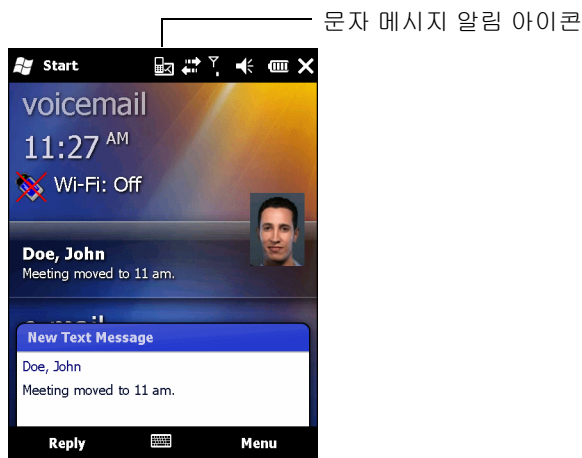 문자 메시지 알림 아이콘
Start
voicemail
11:27 AM
Wi-Fi: Off
Doe, John
Meeting moved to 11 am.
New Text Message
Doe, John
Meeting moved to 11 am.
Reply
Menu